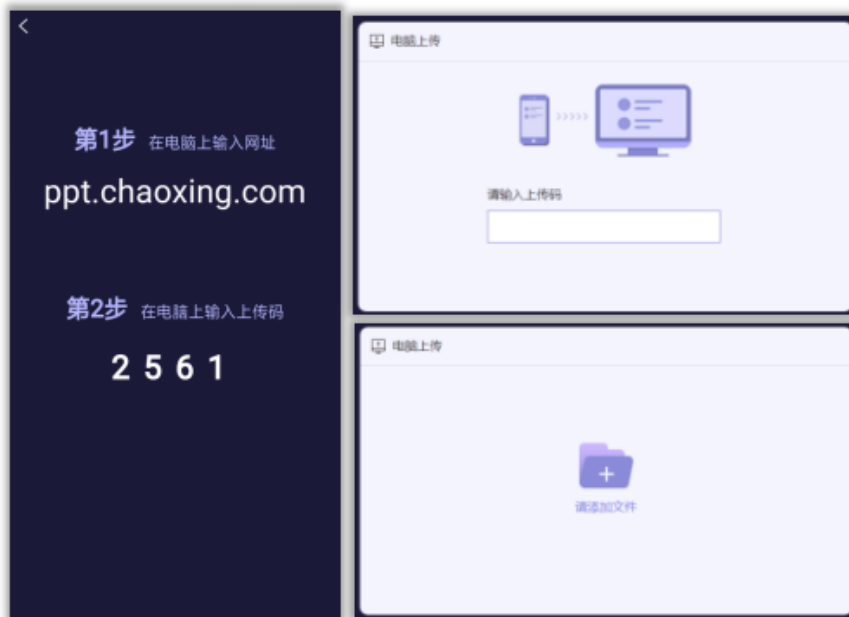 第1步 在电脑上输入网址
ppt.chaoxing.com
第2步 在电脑上输入上传码
2 5 6 1
电脑上传
请输入上传码
电脑上传
请添加文件